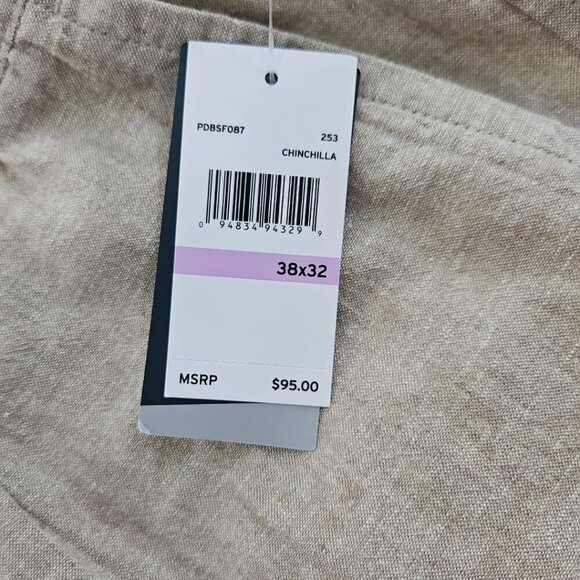 PDBSF087 253
CHINCHILLA
0 94834 94329 9
38x32
MSRP $95.00